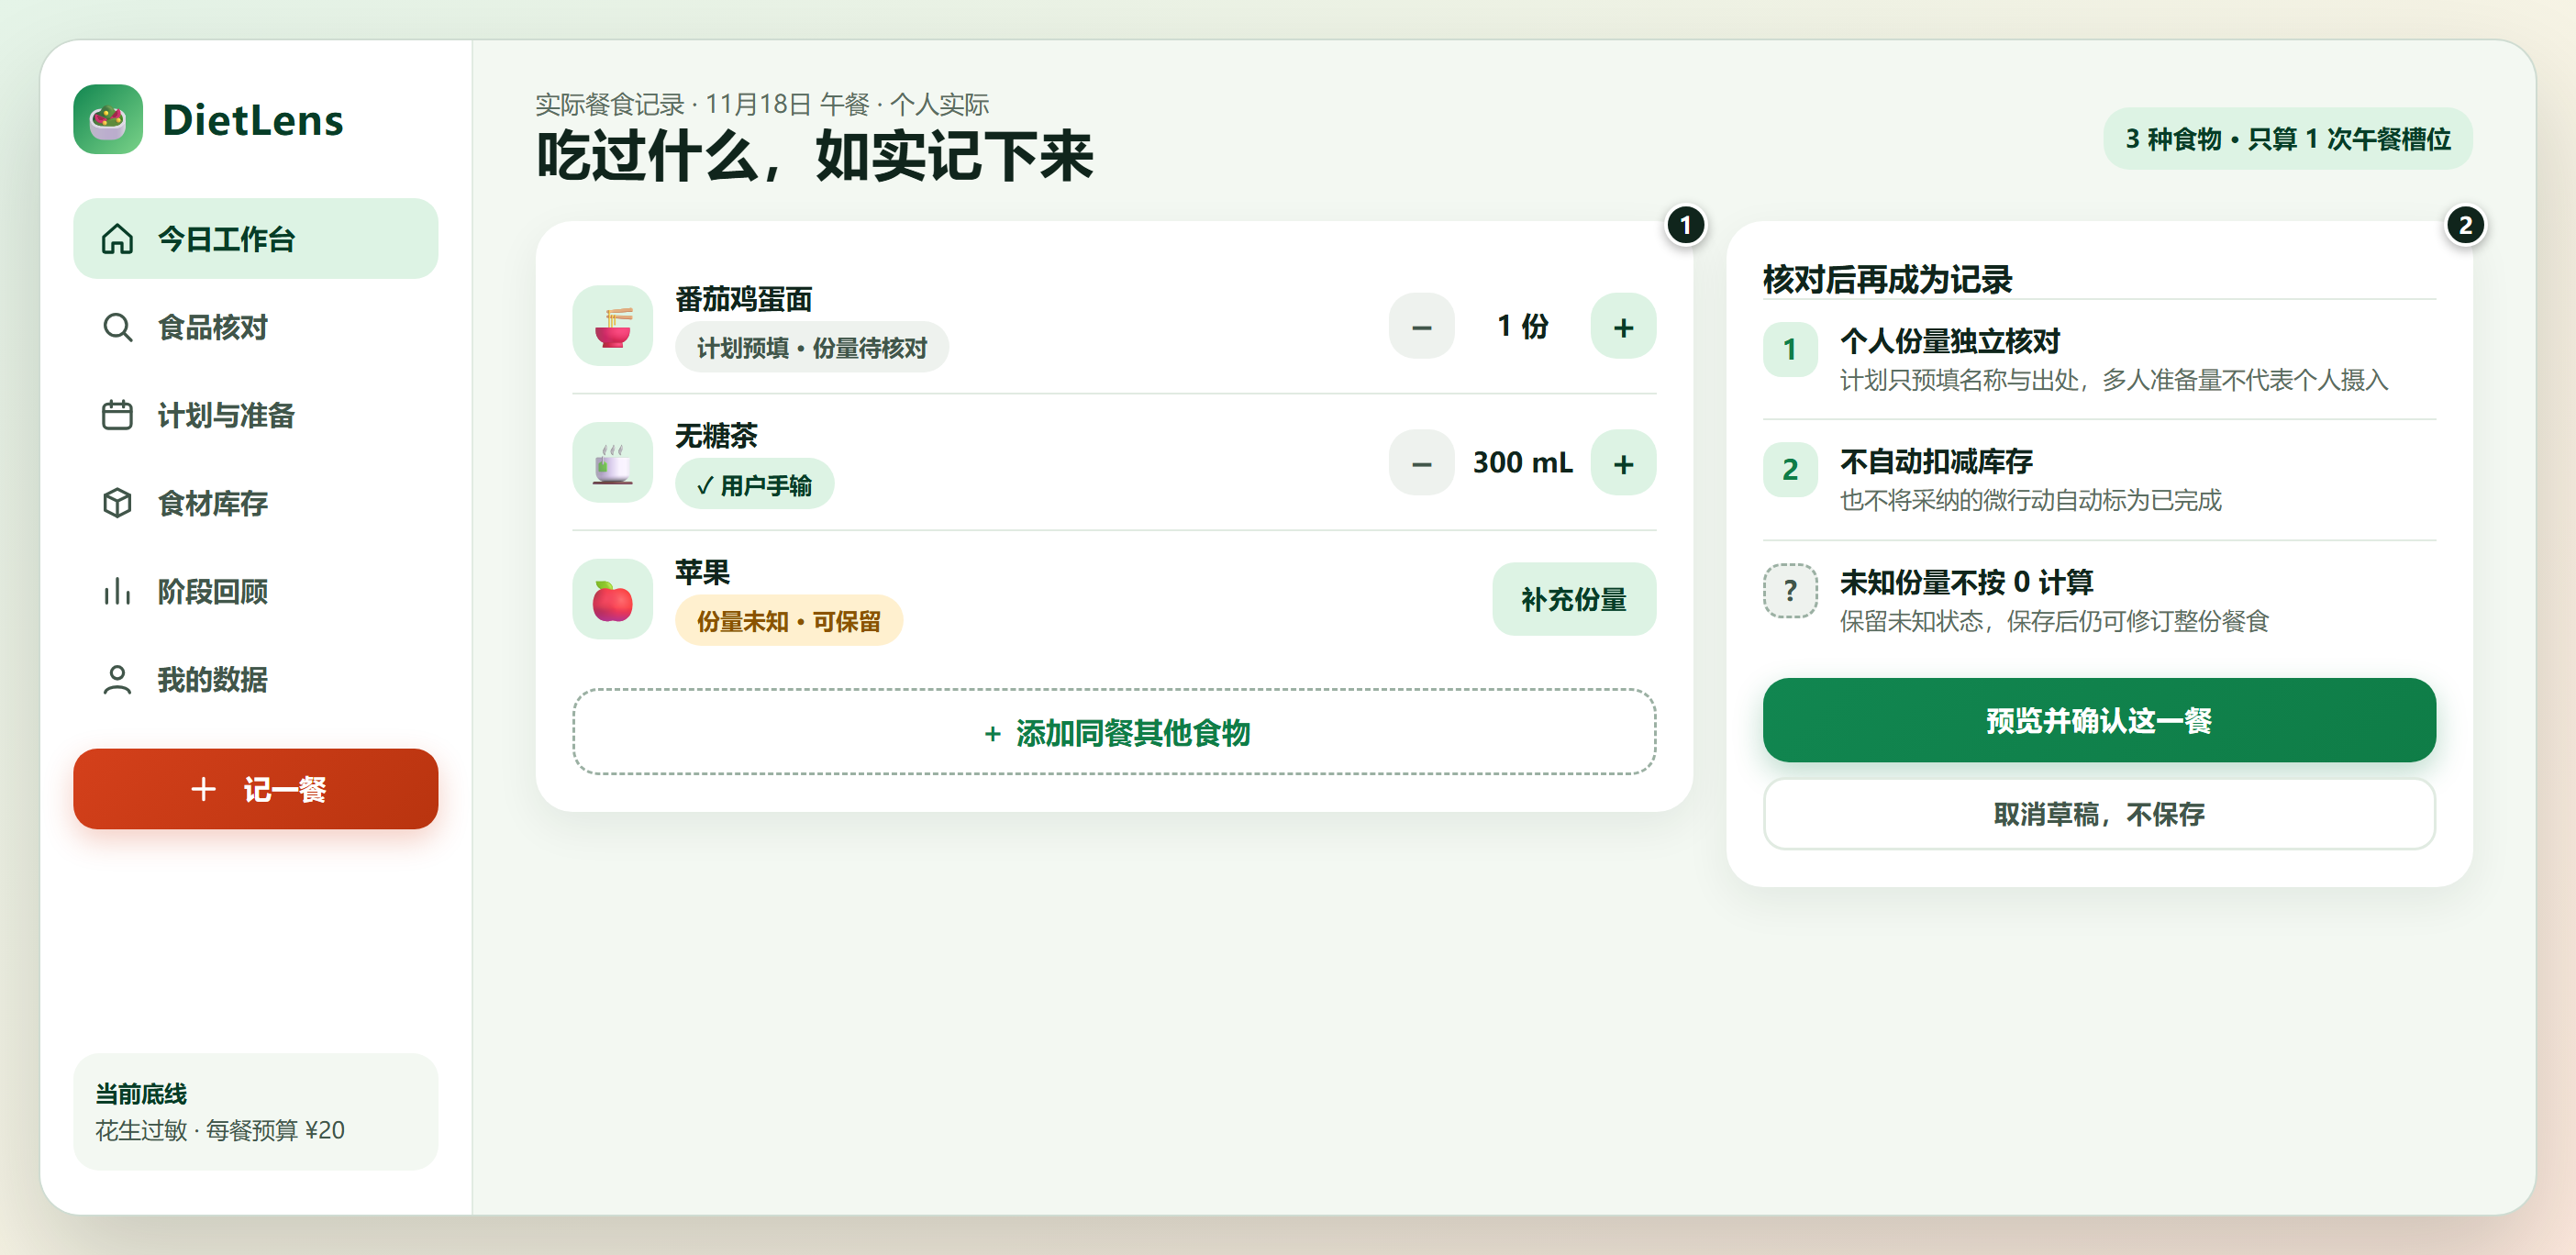 DietLens
今日工作台
食品核对
计划与准备
食材库存
阶段回顾
我的数据
+ 记一餐
当前底线
花生过敏 · 每餐预算 ¥20
实际餐食记录 · 11月18日 午餐 · 个人实际
吃过什么，如实记下来
3 种食物 • 只算 1 次午餐槽位
1
番茄鸡蛋面
计划预填 • 份量待核对
− 1 份 +
无糖茶
✓ 用户手输
− 300 mL +
苹果
份量未知 • 可保留
补充份量
+ 添加同餐其他食物
2
核对后再成为记录
1
个人份量独立核对
计划只预填名称与出处，多人准备量不代表个人摄入
2
不自动扣减库存
也不将采纳的微行动自动标为已完成
?
未知份量不按 0 计算
保留未知状态，保存后仍可修订整份餐食
预览并确认这一餐
取消草稿，不保存